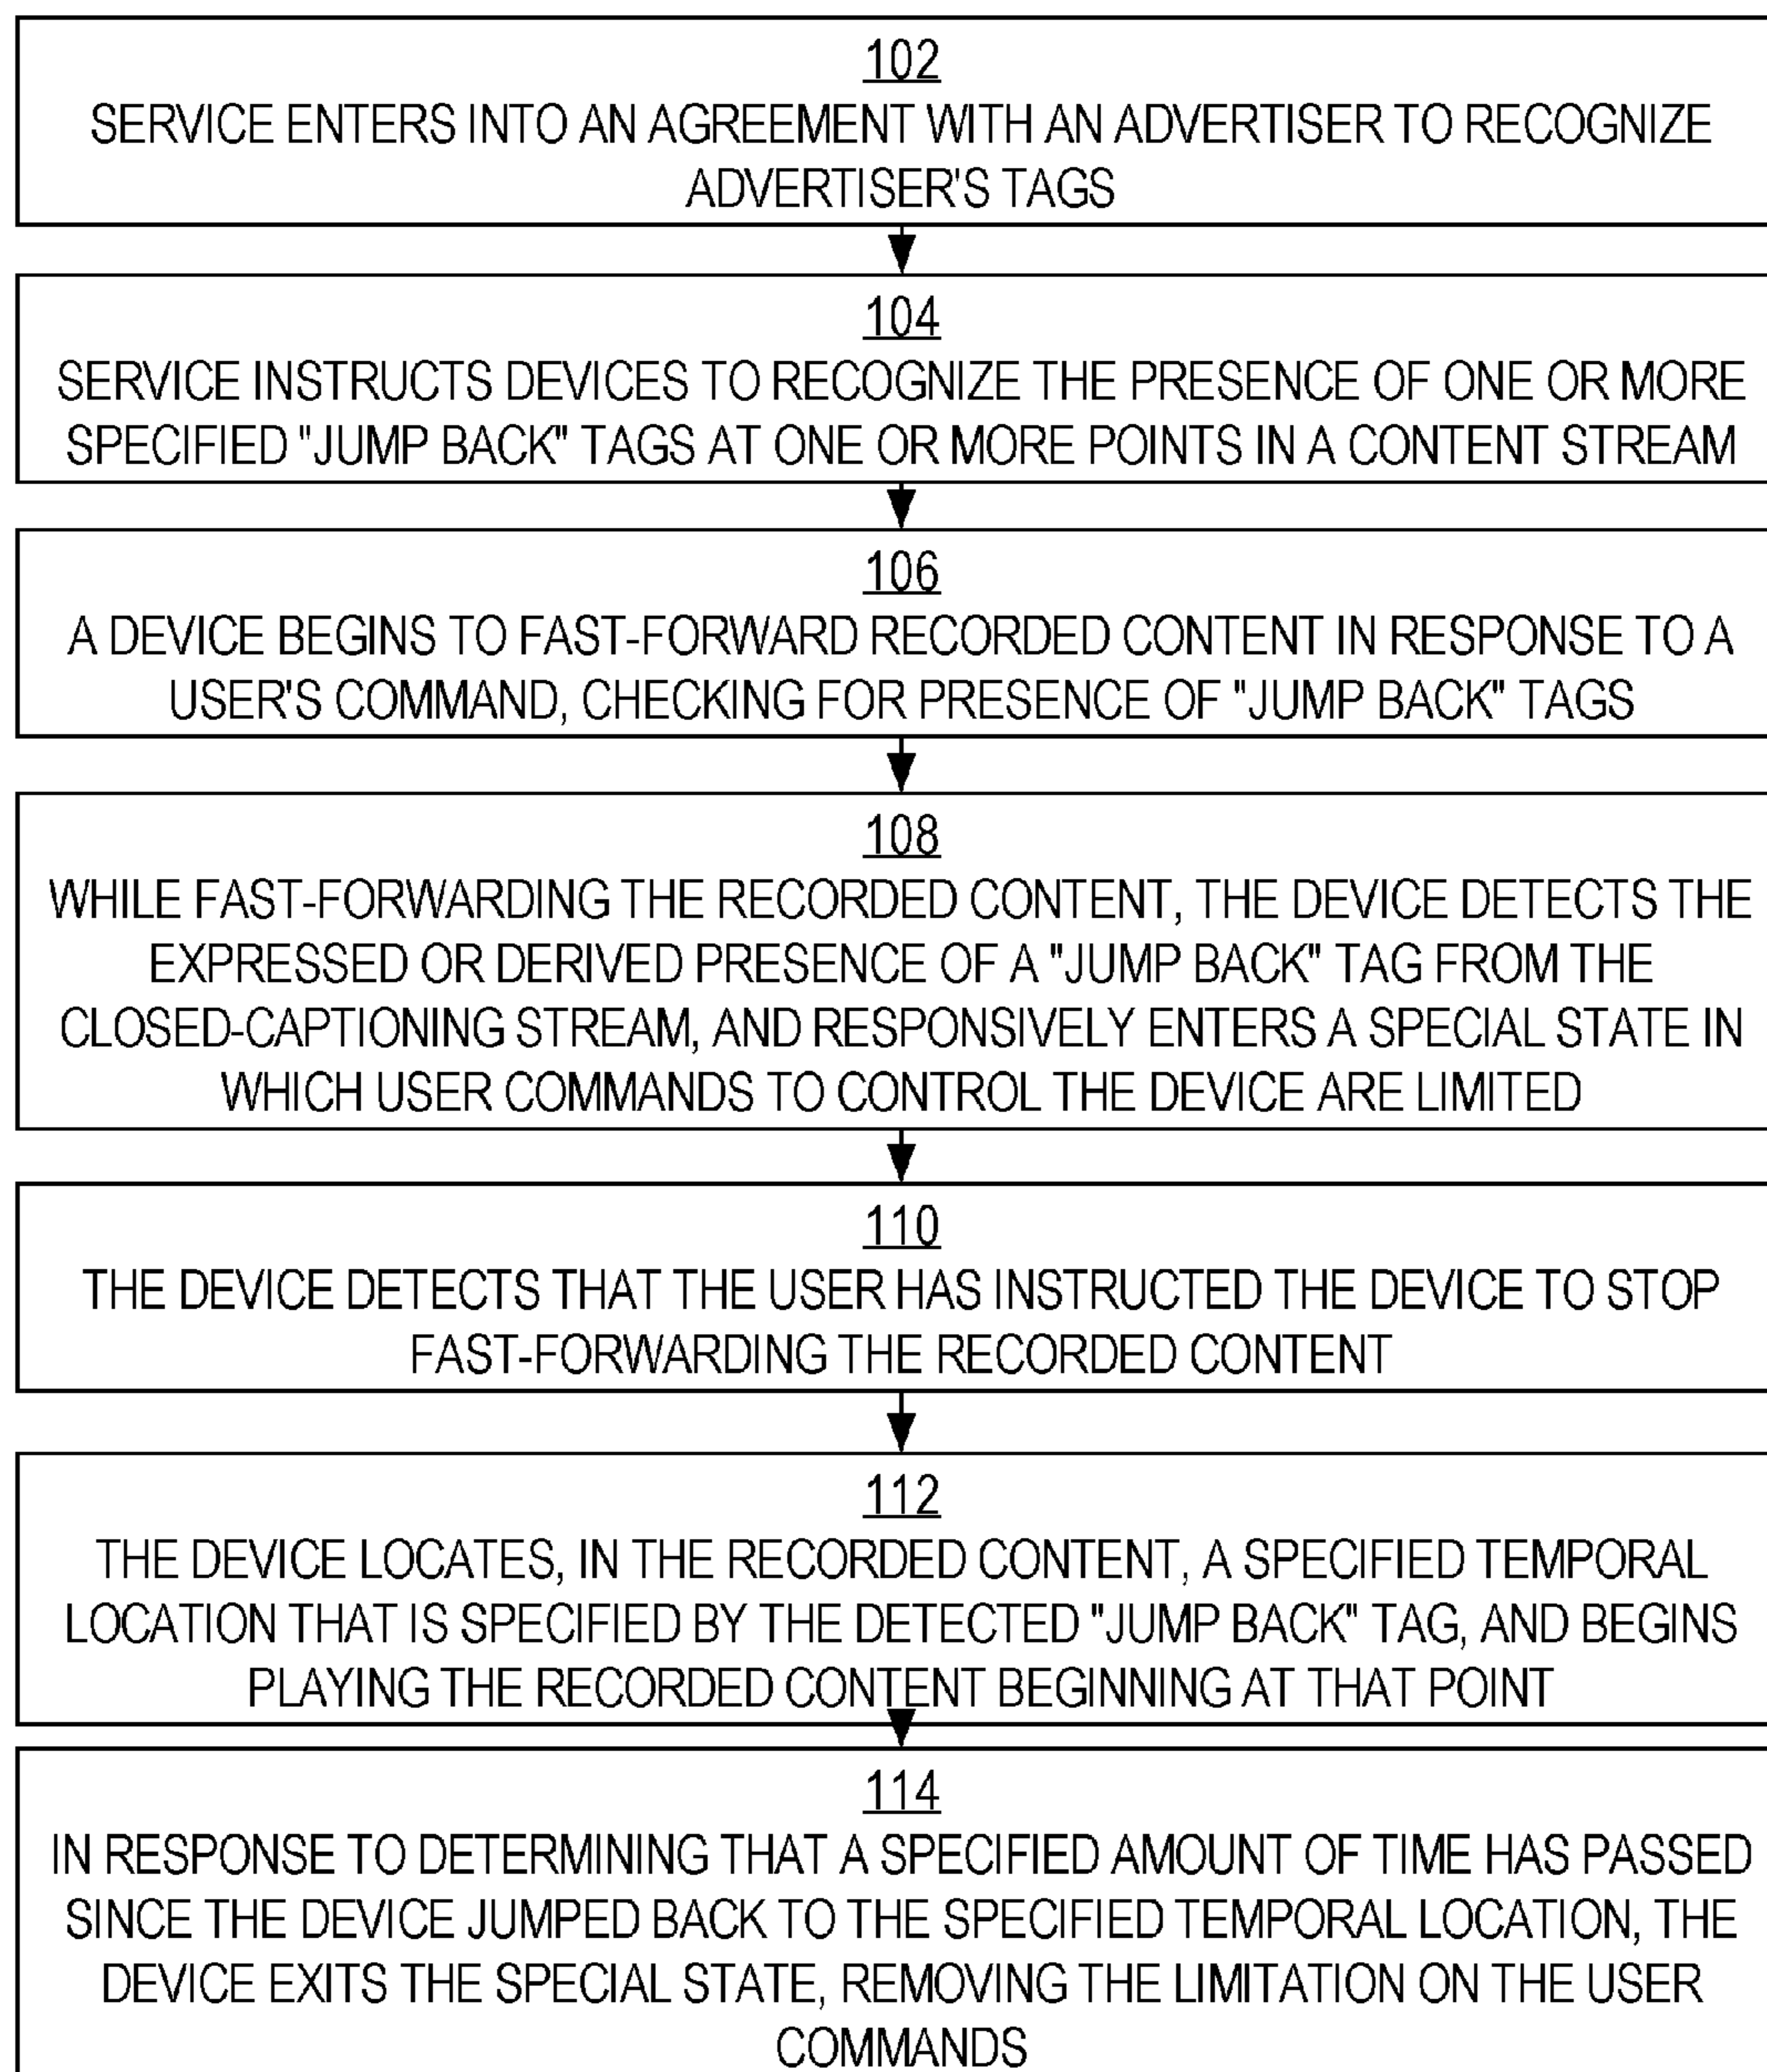 102
SERVICE ENTERS INTO AN AGREEMENT WITH AN ADVERTISER TO RECOGNIZE
ADVERTISER'S TAGS
104
SERVICE INSTRUCTS DEVICES TO RECOGNIZE THE PRESENCE OF ONE OR MORE
SPECIFIED "JUMP BACK" TAGS AT ONE OR MORE POINTS IN A CONTENT STREAM
106
A DEVICE BEGINS TO FAST-FORWARD RECORDED CONTENT IN RESPONSE TO A
USER'S COMMAND, CHECKING FOR PRESENCE OF "JUMP BACK" TAGS
108
WHILE FAST-FORWARDING THE RECORDED CONTENT, THE DEVICE DETECTS THE
EXPRESSED OR DERIVED PRESENCE OF A "JUMP BACK" TAG FROM THE
CLOSED-CAPTIONING STREAM, AND RESPONSIVELY ENTERS A SPECIAL STATE IN
WHICH USER COMMANDS TO CONTROL THE DEVICE ARE LIMITED
110
THE DEVICE DETECTS THAT THE USER HAS INSTRUCTED THE DEVICE TO STOP
FAST-FORWARDING THE RECORDED CONTENT
112
THE DEVICE LOCATES, IN THE RECORDED CONTENT, A SPECIFIED TEMPORAL
LOCATION THAT IS SPECIFIED BY THE DETECTED "JUMP BACK" TAG, AND BEGINS
PLAYING THE RECORDED CONTENT BEGINNING AT THAT POINT
114
IN RESPONSE TO DETERMINING THAT A SPECIFIED AMOUNT OF TIME HAS PASSED
SINCE THE DEVICE JUMPED BACK TO THE SPECIFIED TEMPORAL LOCATION, THE
DEVICE EXITS THE SPECIAL STATE, REMOVING THE LIMITATION ON THE USER
COMMANDS